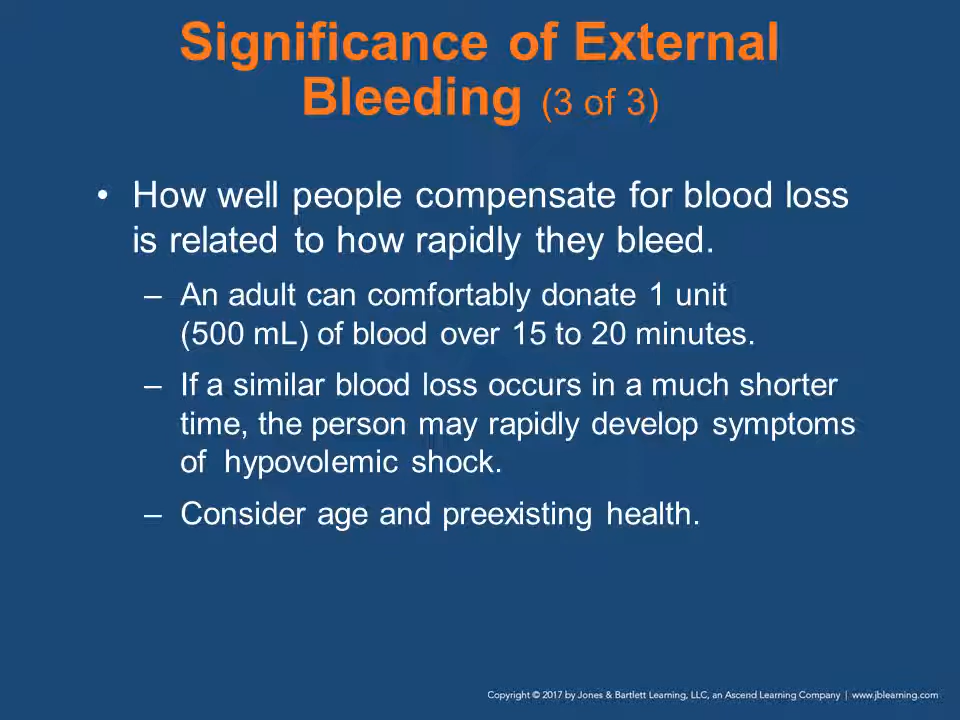 Significance of External
Bleeding (3 of 3)
• How well people compensate for blood loss
is related to how rapidly they bleed.
– An adult can comfortably donate 1 unit
(500 mL) of blood over 15 to 20 minutes.
– If a similar blood loss occurs in a much shorter
time, the person may rapidly develop symptoms
of hypovolemic shock.
– Consider age and preexisting health.
Copyright © 2017 by Jones & Bartlett Learning, LLC, an Ascend Learning Company | www.jblearning.com